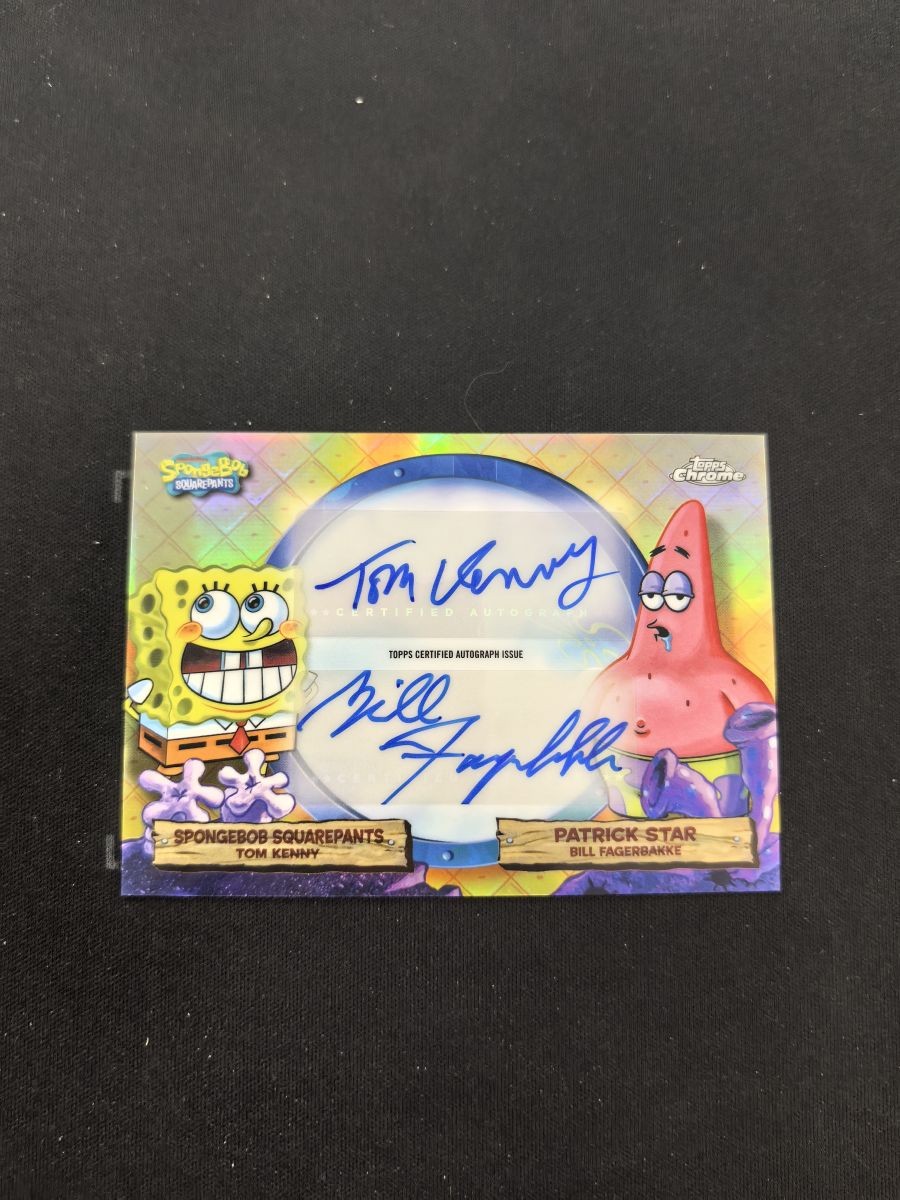 SpongeBob
SQUAREPANTS
Topps
Chrome
Tom Kenny
★★CERTIFIED AUTOGRAPH
TOPPS CERTIFIED AUTOGRAPH ISSUE
Bill
Fagerbakke
★★CERTIFIED
SPONGEBOB SQUAREPANTS
TOM KENNY
PATRICK STAR
BILL FAGERBAKKE